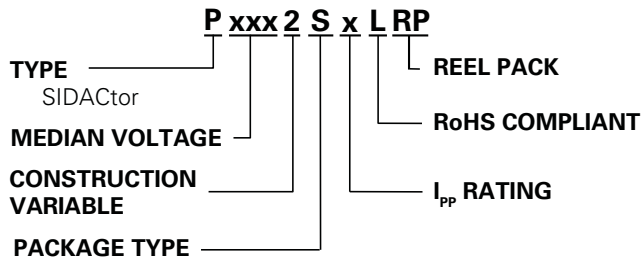 P xxx 2 S x L RP
TYPE
SIDACtor
MEDIAN VOLTAGE
CONSTRUCTION
VARIABLE
PACKAGE TYPE
REEL PACK
RoHS COMPLIANT
IPP RATING